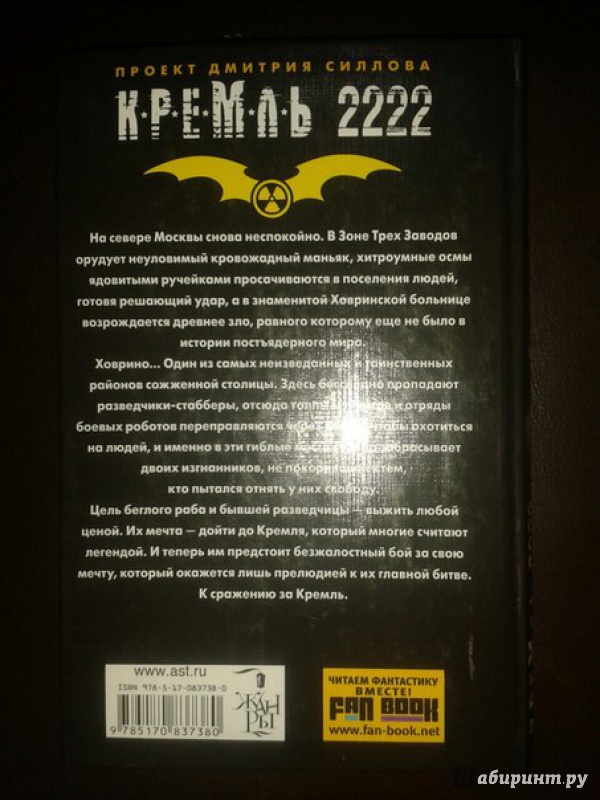 ПРОЕКТ ДМИТРИЯ СИЛЛОВА
К·Р·Е·М·Л·Ь 2222
На севере Москвы снова неспокойно. В Зоне Трех Заводов
орудует неуловимый кровожадный маньяк, хитроумные осмы
ядовитыми ручейками просачиваются в поселения людей,
готовя решающий удар, а в знаменитой Ховринской больнице
возрождается древнее зло, равного которому еще не было в
истории постъядерного мира.
Ховрино... Один из самых неизведанных и таинственных
районов сожженной столицы. Здесь бесследно пропадают
разведчики-стабберы, отсюда и отряды
боевых роботов переправляются через чтобы охотиться
на людей, и именно в эти гиблые забрасывает
двоих изгнанников, не тем,
кто пытался отнять у них свободу.
Цель беглого раба и бывшей разведчицы — выжить любой
ценой. Их мечта — дойти до Кремля, который многие считают
легендой. И теперь им предстоит безжалостный бой за свою
мечту, который окажется лишь прелюдией к их главной битве.
К сражению за Кремль.
www.ast.ru
ISBN 978-5-17-083738-0
9 785170 837380
ЖАНРЫ
ЧИТАЕМ ФАНТАСТИКУ
ВМЕСТЕ!
FAN BOOK
www.fan-book.net
Лабиринт.ру